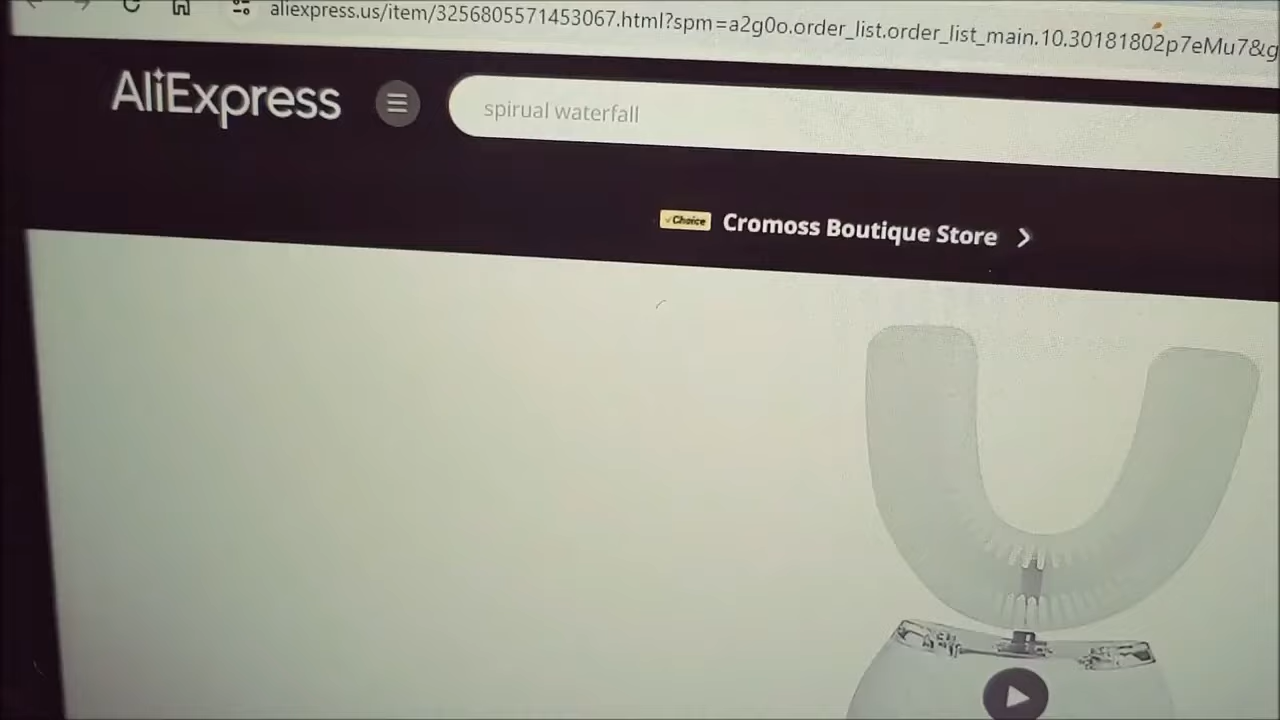 aliexpress.us/item/3256805571453067.html?spm=a2g0o.order_list.order_list_main.10.30181802p7eMu7&g
AliExpress
spirual waterfall
Choice Cromoss Boutique Store